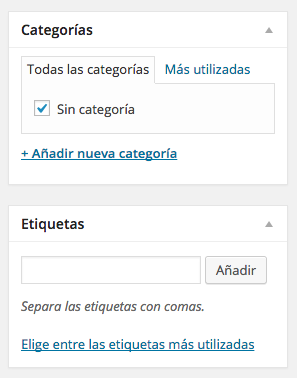 Categorías
Todas las categorías Más utilizadas
Sin categoría
+ Añadir nueva categoría
Etiquetas
Añadir
Separa las etiquetas con comas.
Elige entre las etiquetas más utilizadas